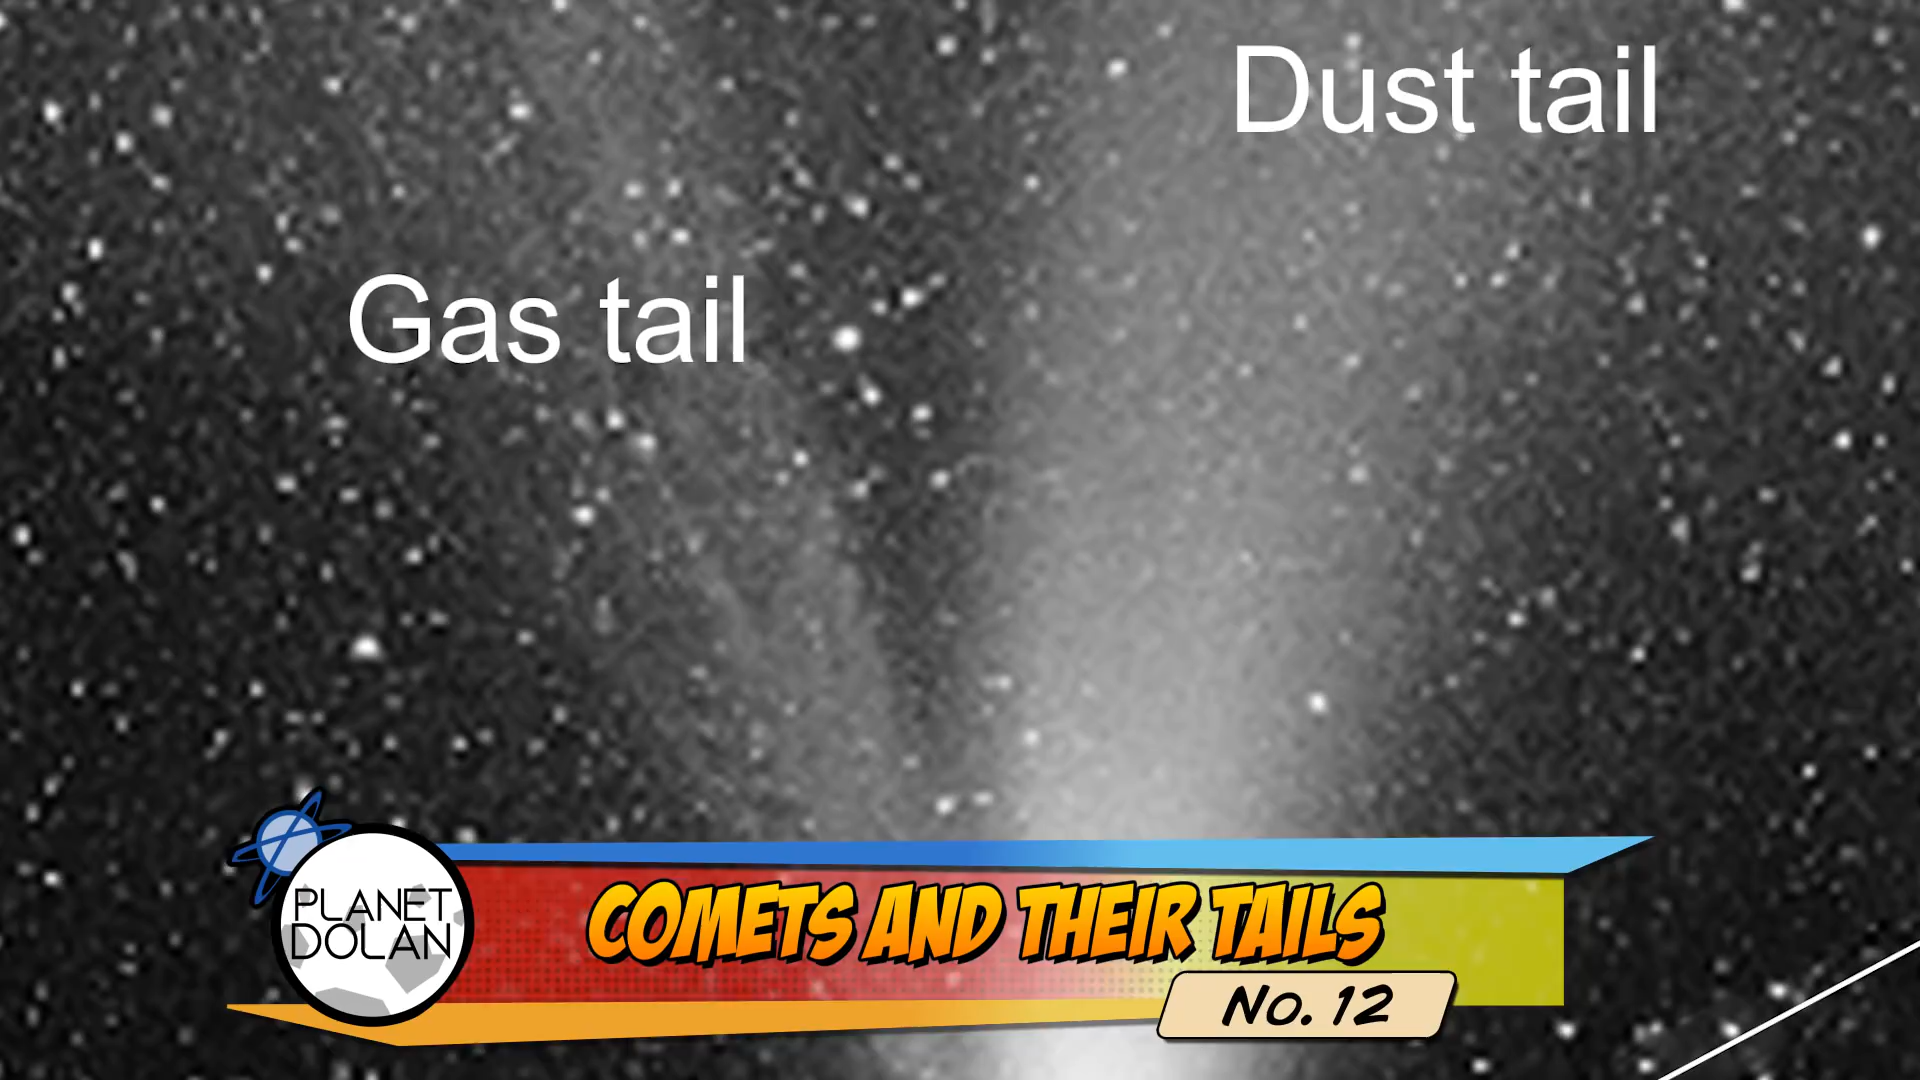 Dust tail
Gas tail
PLANET
DOLAN
COMETS AND THEIR TAILS
No. 12